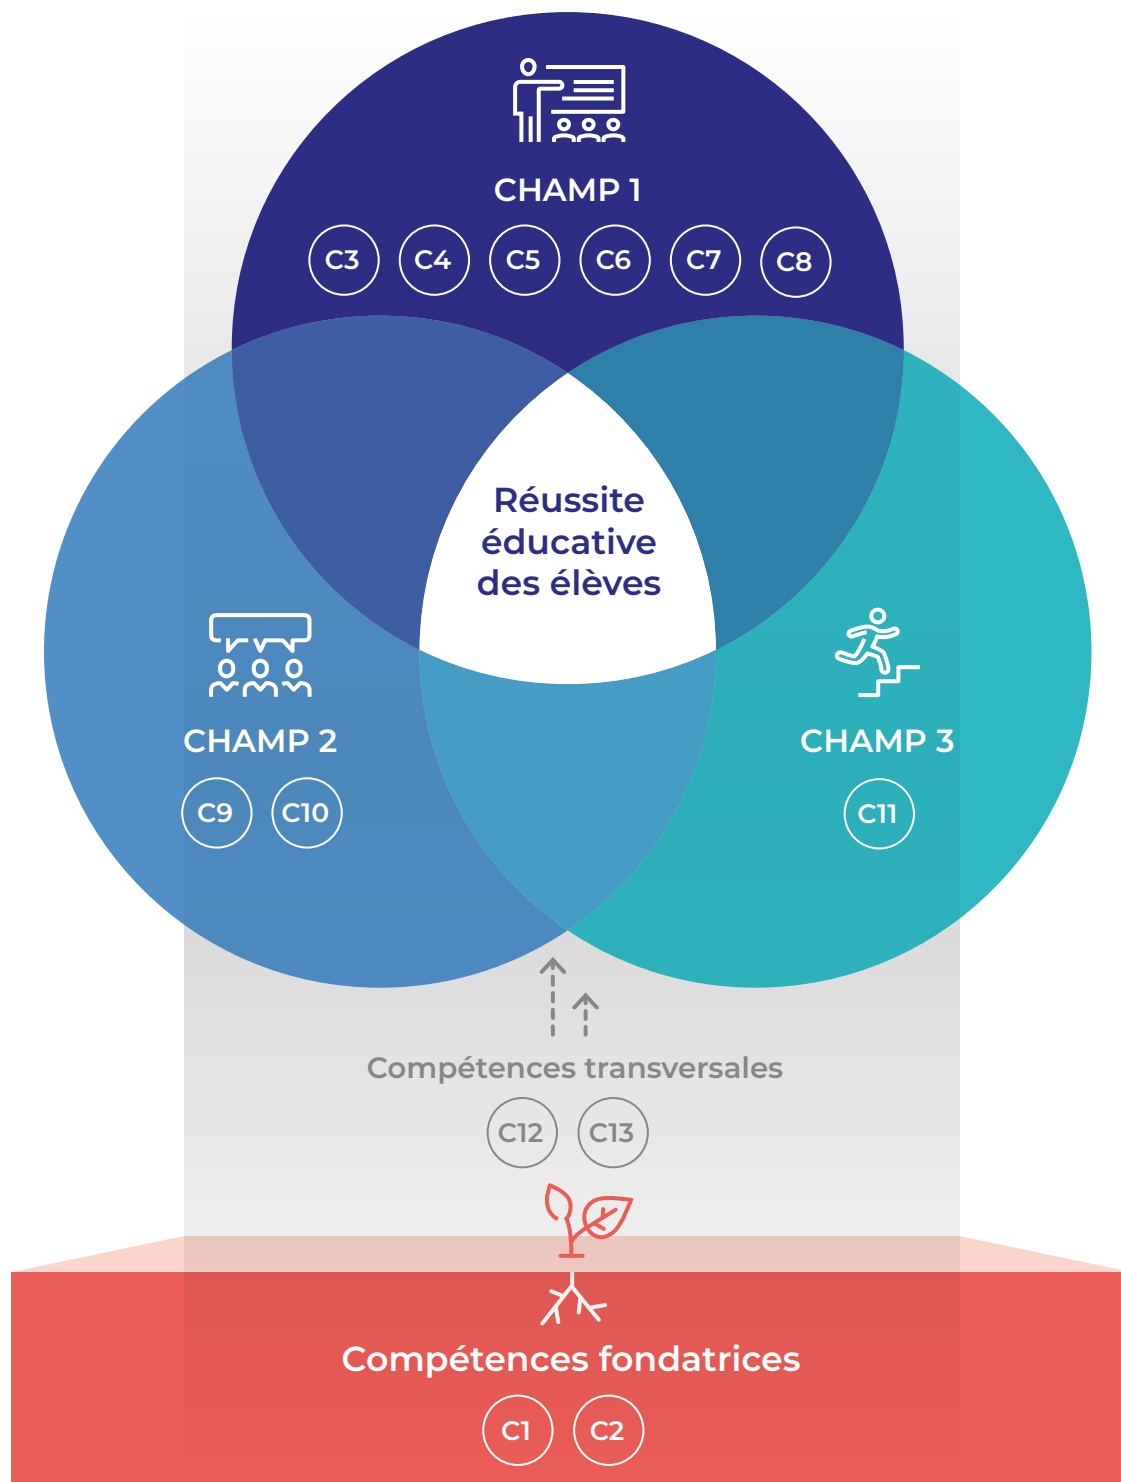 CHAMP 1
C3 C4 C5 C6 C7 C8
Réussite
éducative
des élèves
CHAMP 2
C9 C10
CHAMP 3
C11
Compétences transversales
C12 C13
Compétences fondatrices
C1 C2